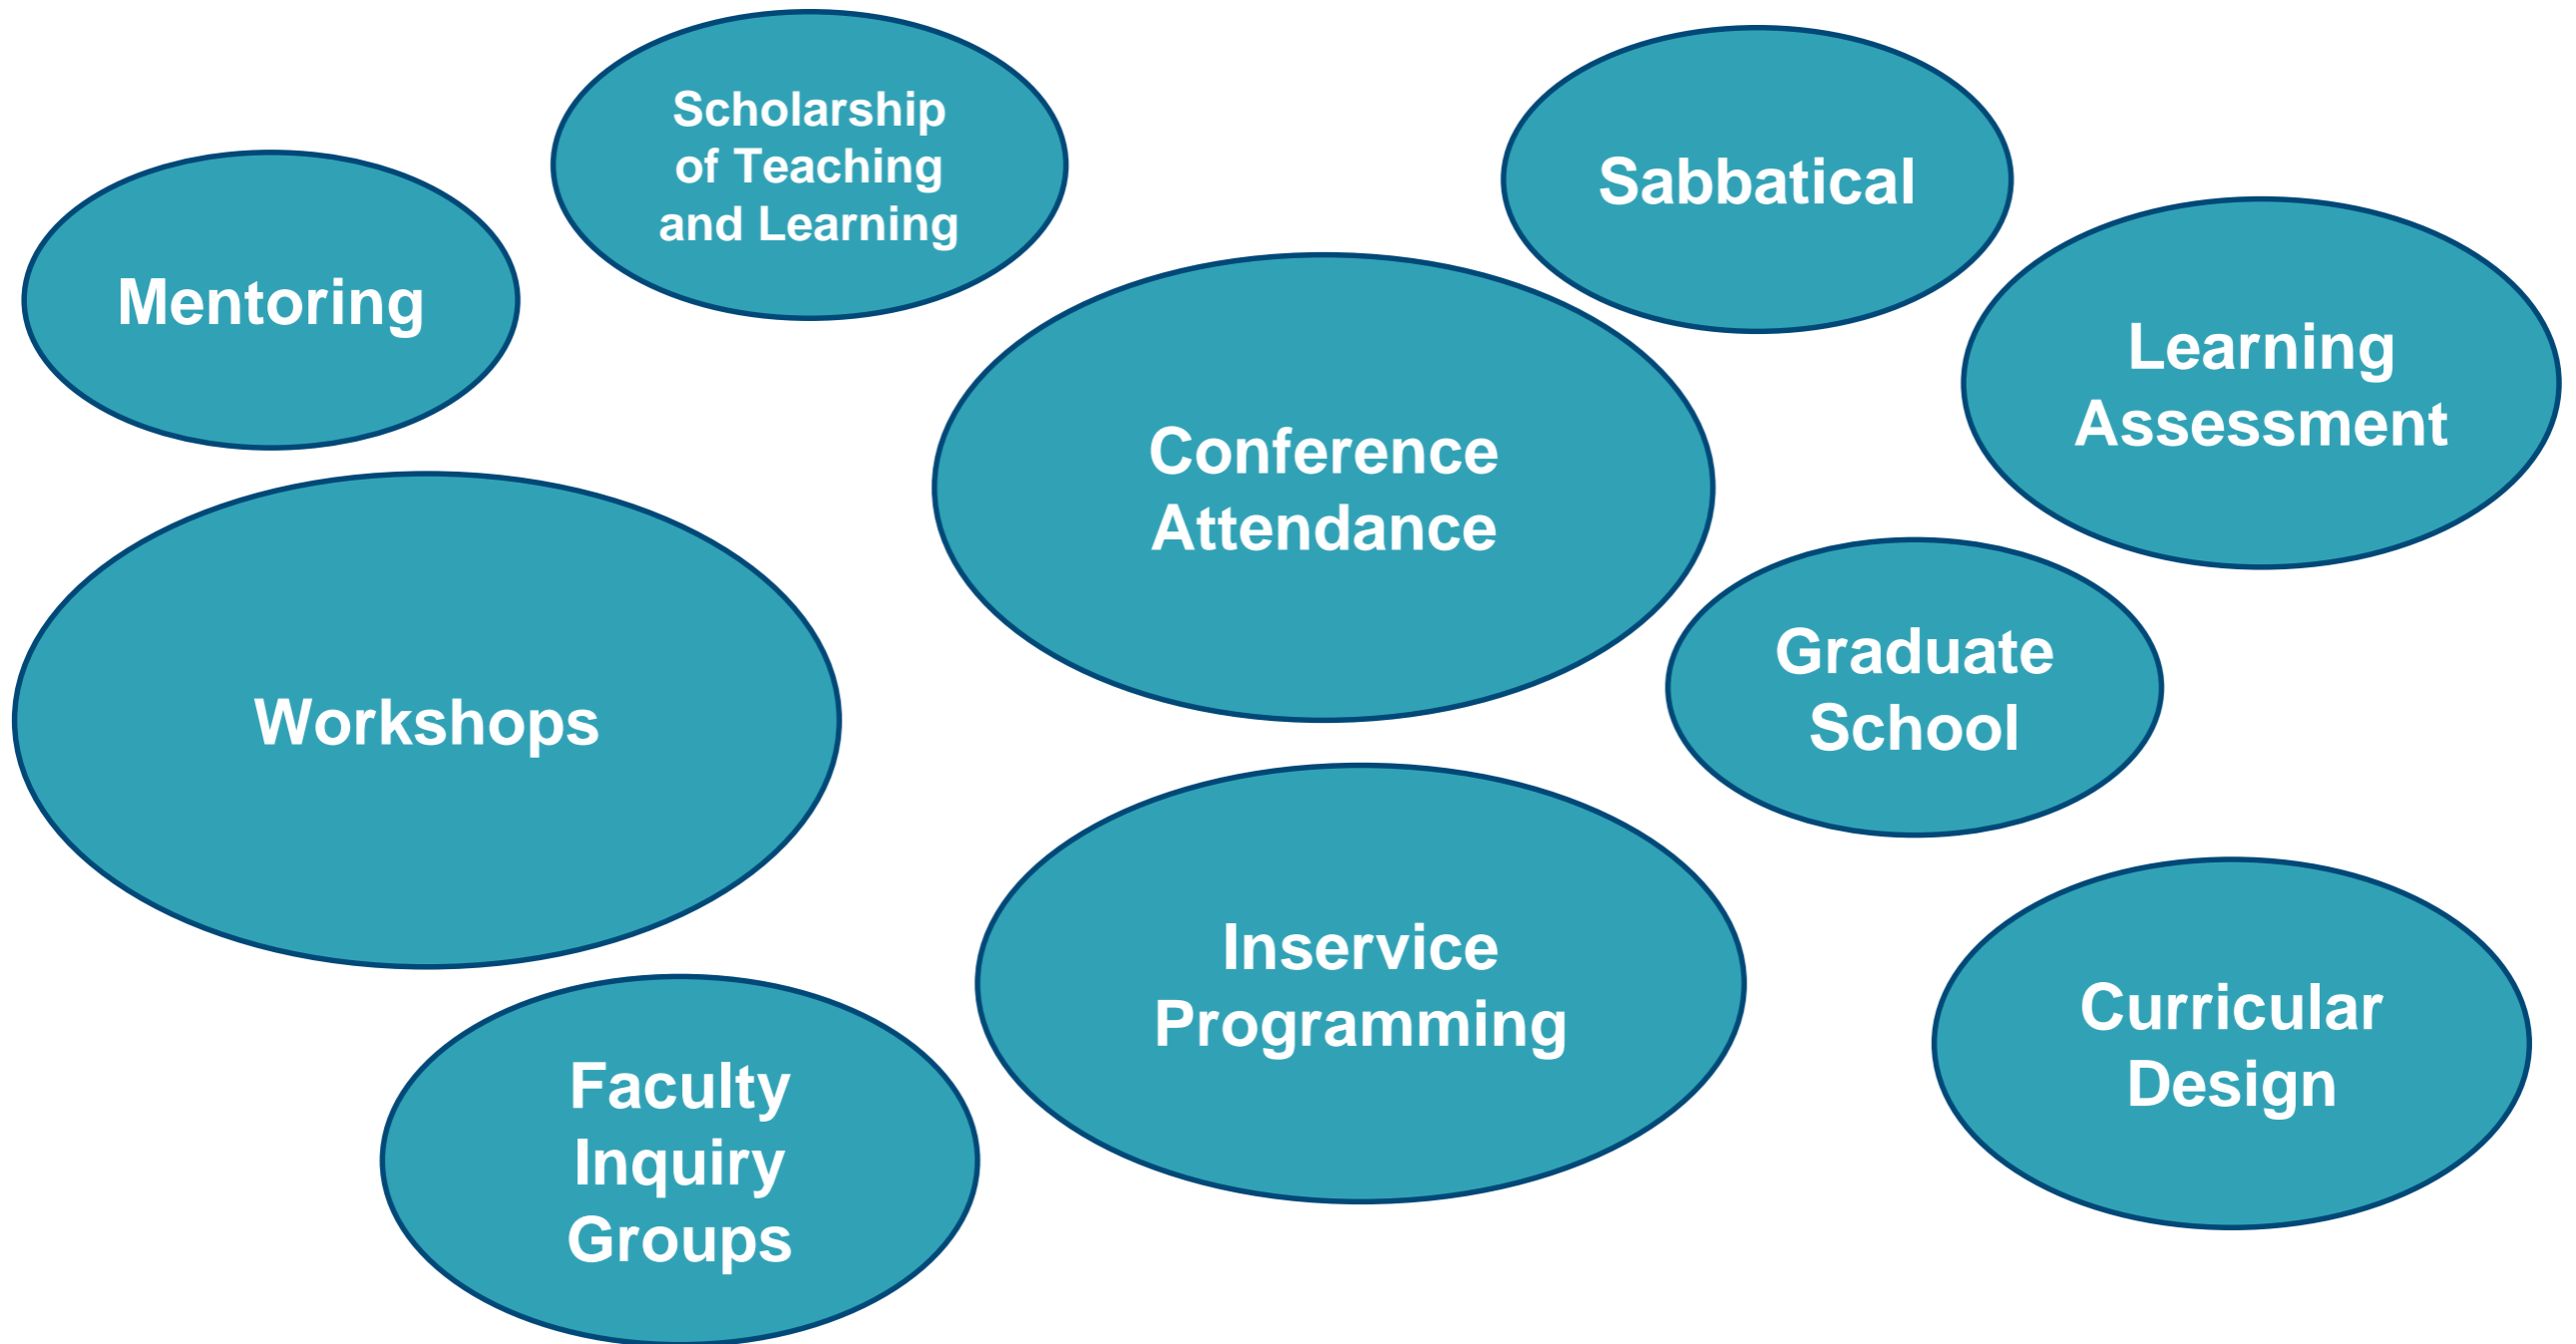 Scholarship
of Teaching
and Learning
Sabbatical
Mentoring
Learning
Assessment
Conference
Attendance
Workshops
Graduate
School
Inservice
Programming
Curricular
Design
Faculty
Inquiry
Groups